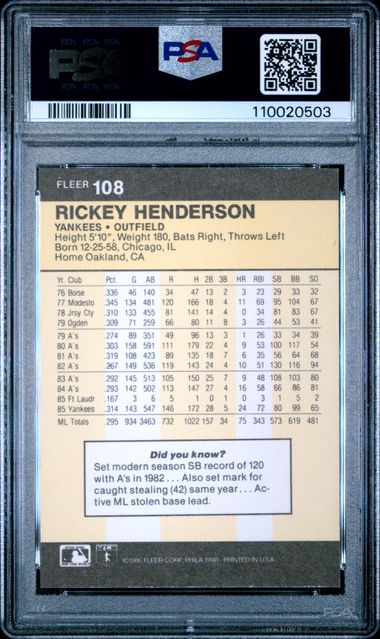 PSA
PSA
110020503
FLEER 108
RICKEY HENDERSON
YANKEES • OUTFIELD
Height 5'10", Weight 180, Bats Right, Throws Left
Born 12-25-58, Chicago, IL
Home Oakland, CA
Yr. Club Pct. G AB R H 2B 3B HR RBI SB BB SO
76 Boise .336 46 140 34 47 13 2 3 23 29 33 32
77 Modesto .345 134 481 120 166 18 4 11 69 95 104 67
78 Jrsy Cty .310 133 455 81 141 14 4 0 34 81 83 67
79 Ogden .309 71 259 66 80 11 8 3 26 44 53 41
79 A's .274 89 351 49 96 13 3 1 26 33 34 39
80 A's .303 158 591 111 179 22 4 9 53 100 117 54
81 A's .319 108 423 89 135 18 7 6 35 56 64 68
82 A's .267 149 536 119 143 24 4 10 51 130 116 94
83 A's .292 145 513 105 150 25 7 9 48 108 103 80
84 A's .293 142 502 113 147 27 4 16 58 66 86 81
85 Ft Laudr .167 3 6 5 1 0 1 0 3 1 5 2
85 Yankees .314 143 547 146 172 28 5 24 72 80 99 65
ML Totals .295 934 3463 732 1022 157 34 75 343 573 619 481
Did you know?
Set modern season SB record of 120
with A's in 1982 . . . Also set mark for
caught stealing (42) same year . . . Ac-
tive ML stolen base lead.
©1986 FLEER CORP. PHILA 19141 - PRINTED IN U.S.A.